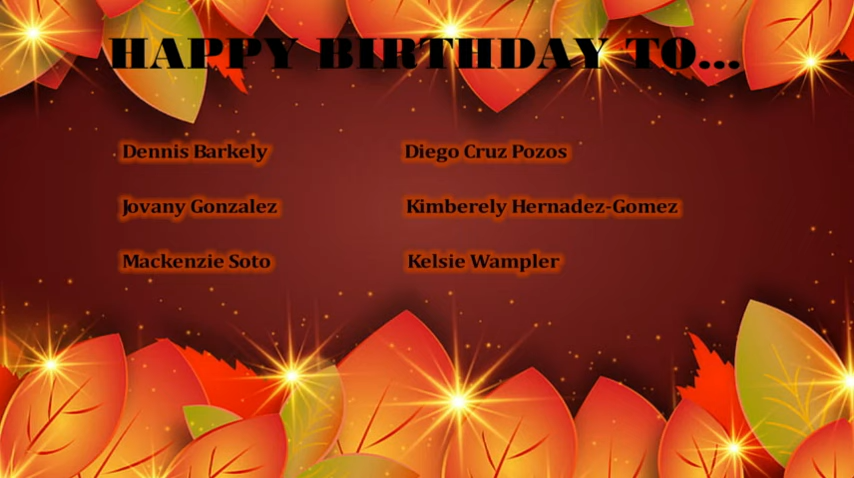 HAPPY BIRTHDAY TO...
Dennis Barkely
Diego Cruz Pozos
Jovany Gonzalez
Kimberely Hernadez-Gomez
Mackenzie Soto
Kelsie Wampler